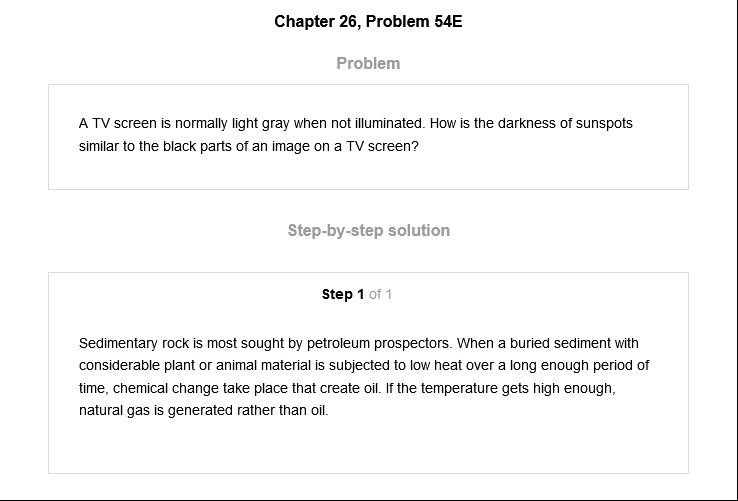 Chapter 26, Problem 54E
Problem
A TV screen is normally light gray when not illuminated. How is the darkness of sunspots
similar to the black parts of an image on a TV screen?
Step-by-step solution
Step 1 of 1
Sedimentary rock is most sought by petroleum prospectors. When a buried sediment with
considerable plant or animal material is subjected to low heat over a long enough period of
time, chemical change take place that create oil. If the temperature gets high enough,
natural gas is generated rather than oil.